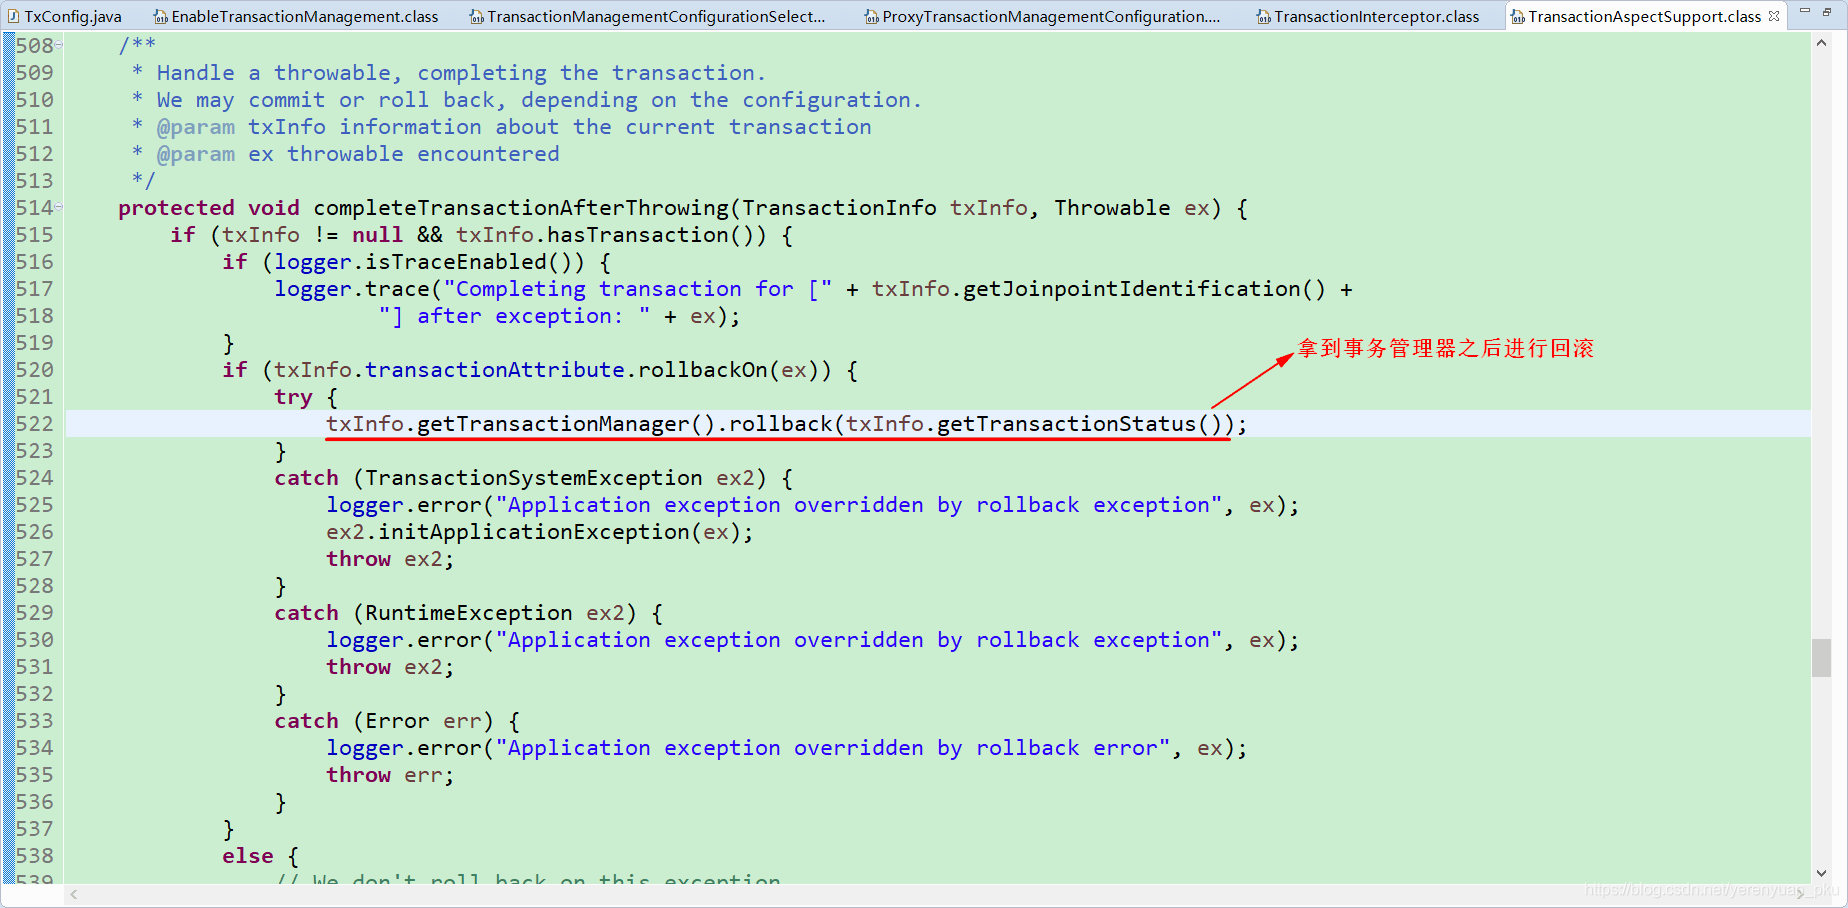 TxConfig.java EnableTransactionManagement.class TransactionManagementConfigurationSelect... ProxyTransactionManagementConfiguration.... TransactionInterceptor.class TransactionAspectSupport.class
508 /**
509 * Handle a throwable, completing the transaction.
510 * We may commit or roll back, depending on the configuration.
511 * @param txInfo information about the current transaction
512 * @param ex throwable encountered
513 */
514 protected void completeTransactionAfterThrowing(TransactionInfo txInfo, Throwable ex) {
515 if (txInfo != null && txInfo.hasTransaction()) {
516 if (logger.isTraceEnabled()) {
517 logger.trace("Completing transaction for [" + txInfo.getJoinpointIdentification() +
518 "] after exception: " + ex);
519 }
拿到事务管理器之后进行回滚
520 if (txInfo.transactionAttribute.rollbackOn(ex)) {
521 try {
522 txInfo.getTransactionManager().rollback(txInfo.getTransactionStatus());
523 }
524 catch (TransactionSystemException ex2) {
525 logger.error("Application exception overridden by rollback exception", ex);
526 ex2.initApplicationException(ex);
527 throw ex2;
528 }
529 catch (RuntimeException ex2) {
530 logger.error("Application exception overridden by rollback exception", ex);
531 throw ex2;
532 }
533 catch (Error err) {
534 logger.error("Application exception overridden by rollback error", ex);
535 throw err;
536 }
537 }
538 else {
539 // We don't roll back on this exception
https://blog.csdn.net/yerenyuan_pku